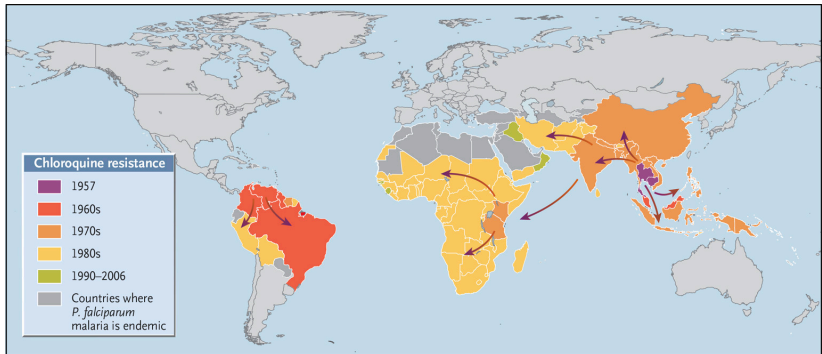 Chloroquine resistance
1957
1960s
1970s
1980s
1990–2006
Countries where
P. falciparum
malaria is endemic